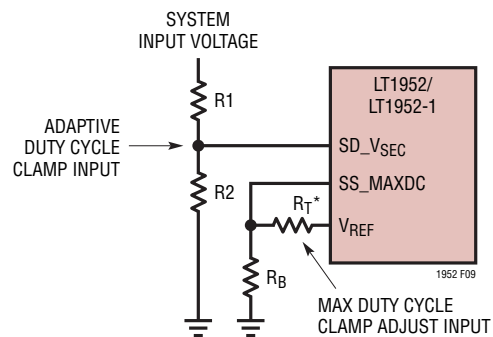 SYSTEM
INPUT VOLTAGE
R1
LT1952/
LT1952-1
ADAPTIVE
DUTY CYCLE
CLAMP INPUT
SD_VSEC
R2
SS_MAXDC
RT*
VREF
RB
1952 F09
MAX DUTY CYCLE
CLAMP ADJUST INPUT